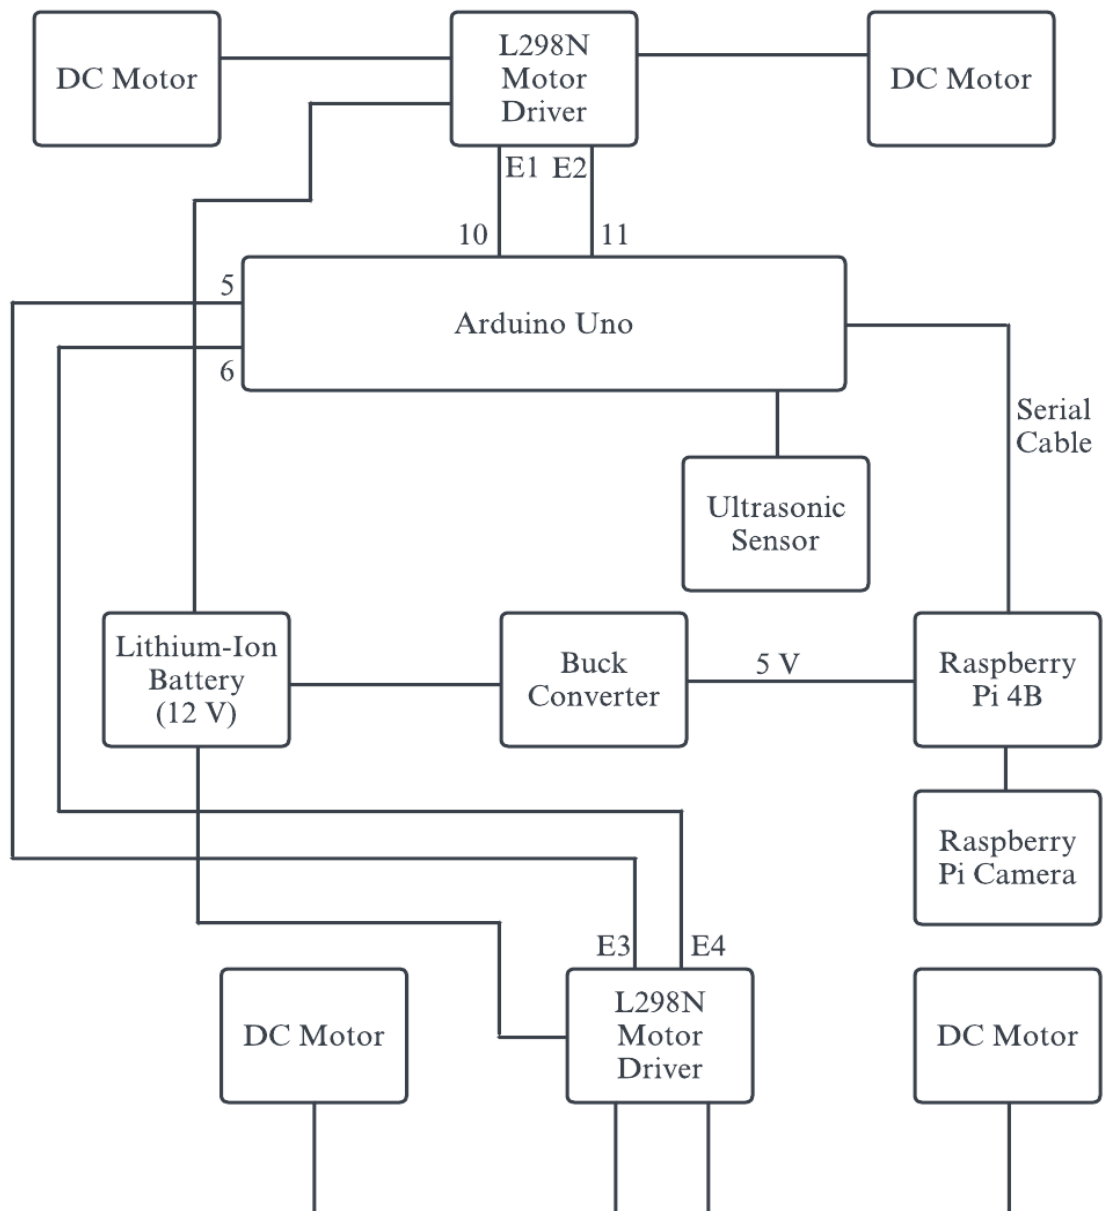 DC Motor
L298N
Motor
Driver
DC Motor
E1 E2
10
11
5
Arduino Uno
6
Serial
Cable
Ultrasonic
Sensor
Lithium-Ion
Battery
(12 V)
Buck
Converter
5 V
Raspberry
Pi 4B
Raspberry
Pi Camera
E3
E4
DC Motor
L298N
Motor
Driver
DC Motor